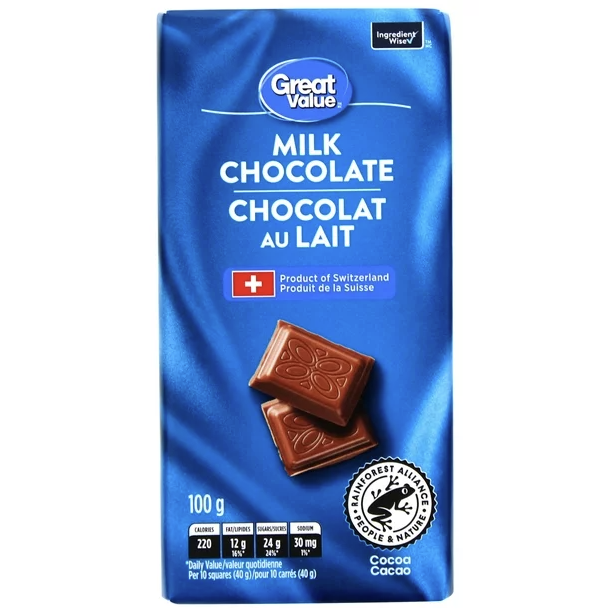 Ingredient
Wise
Great
Value
MILK
CHOCOLATE
CHOCOLAT
AU LAIT
Product of Switzerland
Produit de la Suisse
100 g
CALORIES FAT/LIPIDES SUGARS/SUCRES SODIUM
220 12 g 24 g 30 mg
16%* 24%* 1%*
*Daily Value/valeur quotidienne
Per 10 squares (40 g)/pour 10 carrés (40 g)
RAINFOREST ALLIANCE
PEOPLE & NATURE
Cocoa
Cacao